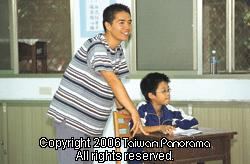 Copyright © 2006 Taiwan Panorama.
All rights reserved.